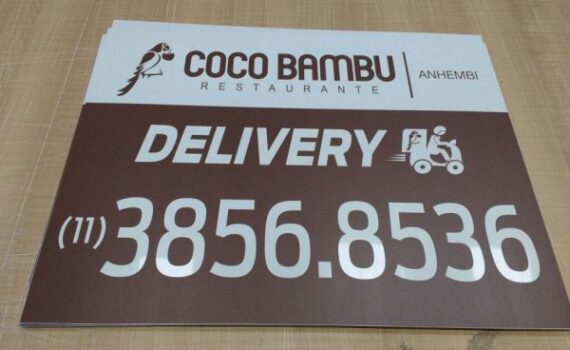 COCO BAMBU
RESTAURANTE
ANHEMBI
DELIVERY
(11) 3856.8536